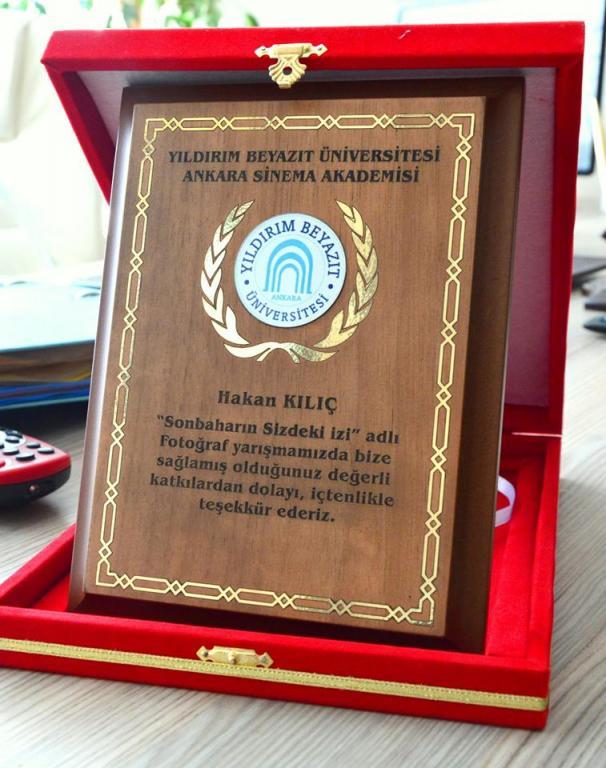 YILDIRIM BEYAZIT ÜNİVERSİTESİ
ANKARA SİNEMA AKADEMİSİ
YILDIRIM BEYAZIT
ANKARA
ÜNİVERSİTESİ
Hakan KILIÇ
"Sonbaharın Sizdeki izi" adlı
Fotoğraf yarışmamızda bize
sağlamış olduğunuz değerli
katkılardan dolayı, içtenlikle
teşekkür ederiz.